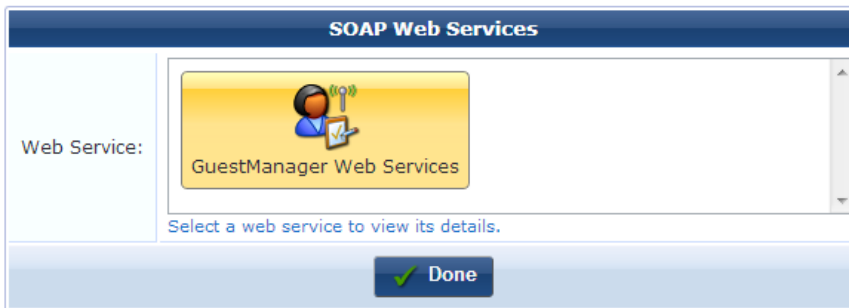 SOAP Web Services
Web Service:
GuestManager Web Services
Select a web service to view its details.
Done